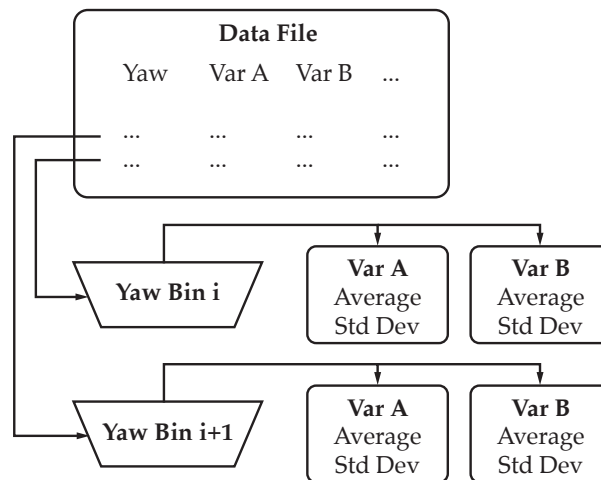 Data File
Yaw Var A Var B ...
... ... ... ...
... ... ... ...
Yaw Bin i
Var A
Average
Std Dev
Var B
Average
Std Dev
Yaw Bin i+1
Var A
Average
Std Dev
Var B
Average
Std Dev